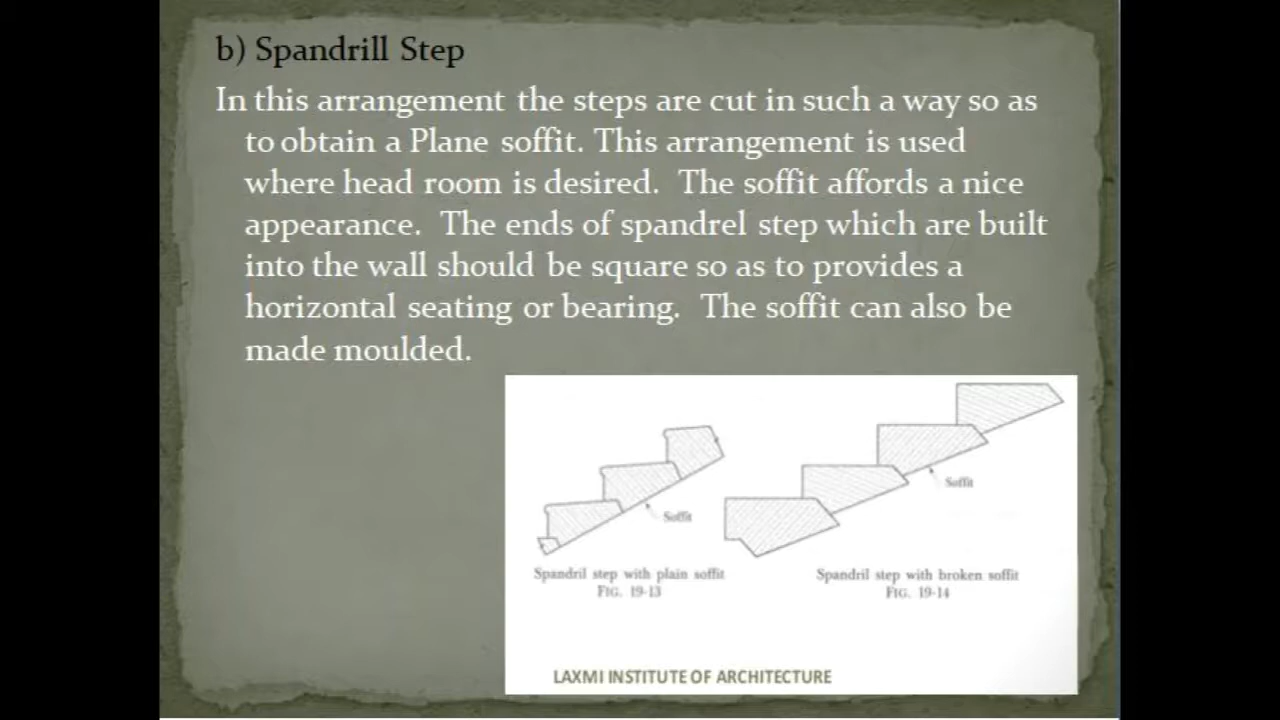 b) Spandrill Step
In this arrangement the steps are cut in such a way so as
to obtain a Plane soffit. This arrangement is used
where head room is desired. The soffit affords a nice
appearance. The ends of spandrel step which are built
into the wall should be square so as to provides a
horizontal seating or bearing. The soffit can also be
made moulded.
Soffit
Soffit
Spandril step with plain soffit
FIG. 19-13
Spandril step with broken soffit
FIG. 19-14
LAXMI INSTITUTE OF ARCHITECTURE